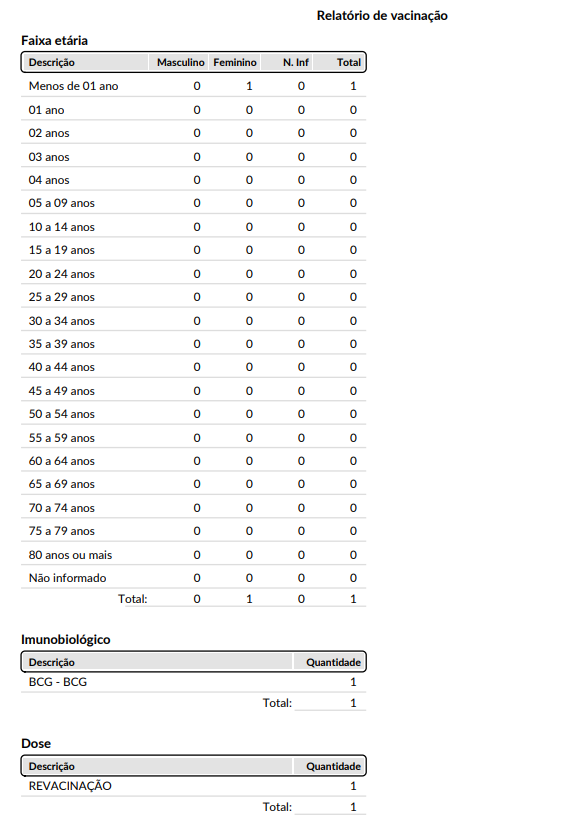 Relatório de vacinação
Faixa etária
Descrição Masculino Feminino N. Inf Total
Menos de 01 ano 0 1 0 1
01 ano 0 0 0 0
02 anos 0 0 0 0
03 anos 0 0 0 0
04 anos 0 0 0 0
05 a 09 anos 0 0 0 0
10 a 14 anos 0 0 0 0
15 a 19 anos 0 0 0 0
20 a 24 anos 0 0 0 0
25 a 29 anos 0 0 0 0
30 a 34 anos 0 0 0 0
35 a 39 anos 0 0 0 0
40 a 44 anos 0 0 0 0
45 a 49 anos 0 0 0 0
50 a 54 anos 0 0 0 0
55 a 59 anos 0 0 0 0
60 a 64 anos 0 0 0 0
65 a 69 anos 0 0 0 0
70 a 74 anos 0 0 0 0
75 a 79 anos 0 0 0 0
80 anos ou mais 0 0 0 0
Não informado 0 0 0 0
Total: 0 1 0 1
Imunobiológico
Descrição Quantidade
BCG - BCG 1
Total: 1
Dose
Descrição Quantidade
REVACINAÇÃO 1
Total: 1